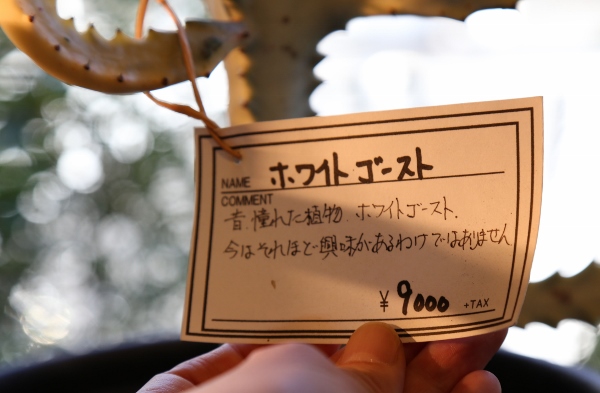 NAME ホワイトゴースト
COMMENT
昔、憧れた植物、ホワイトゴースト.
今はそれほど興味があるわけではありません
¥9000 +TAX